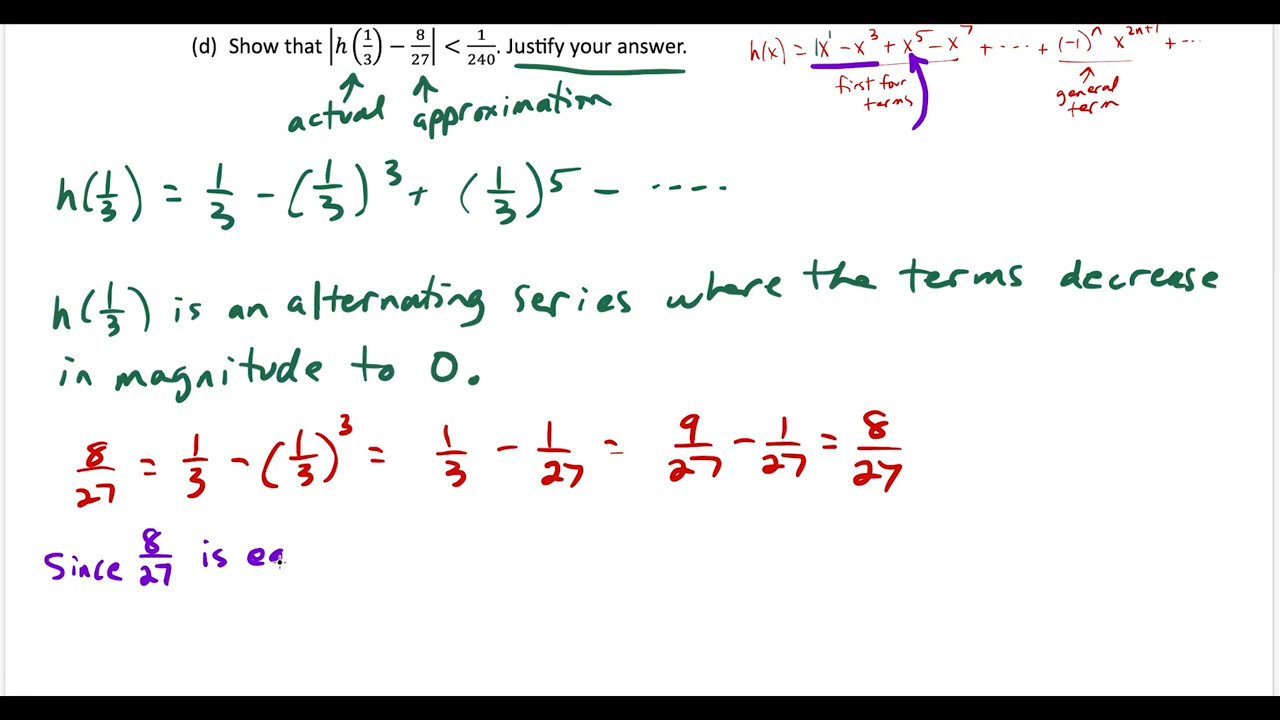 (d) Show that |h(1/3) − 8/27| < 1/240. Justify your answer.
h(x) = 1x¹ − x³ + x⁵ − x⁷ + ···· + (-1)ⁿ x²ⁿ⁺¹ + ···
first four
terms
general
term
actual approximation
h(1/3) = 1/3 − (1/3)³ + (1/3)⁵ − ····
h(1/3) is an alternating series where the terms decrease
in magnitude to 0.
8/27 = 1/3 − (1/3)³ = 1/3 − 1/27 = 9/27 − 1/27 = 8/27
Since 8/27 is eq